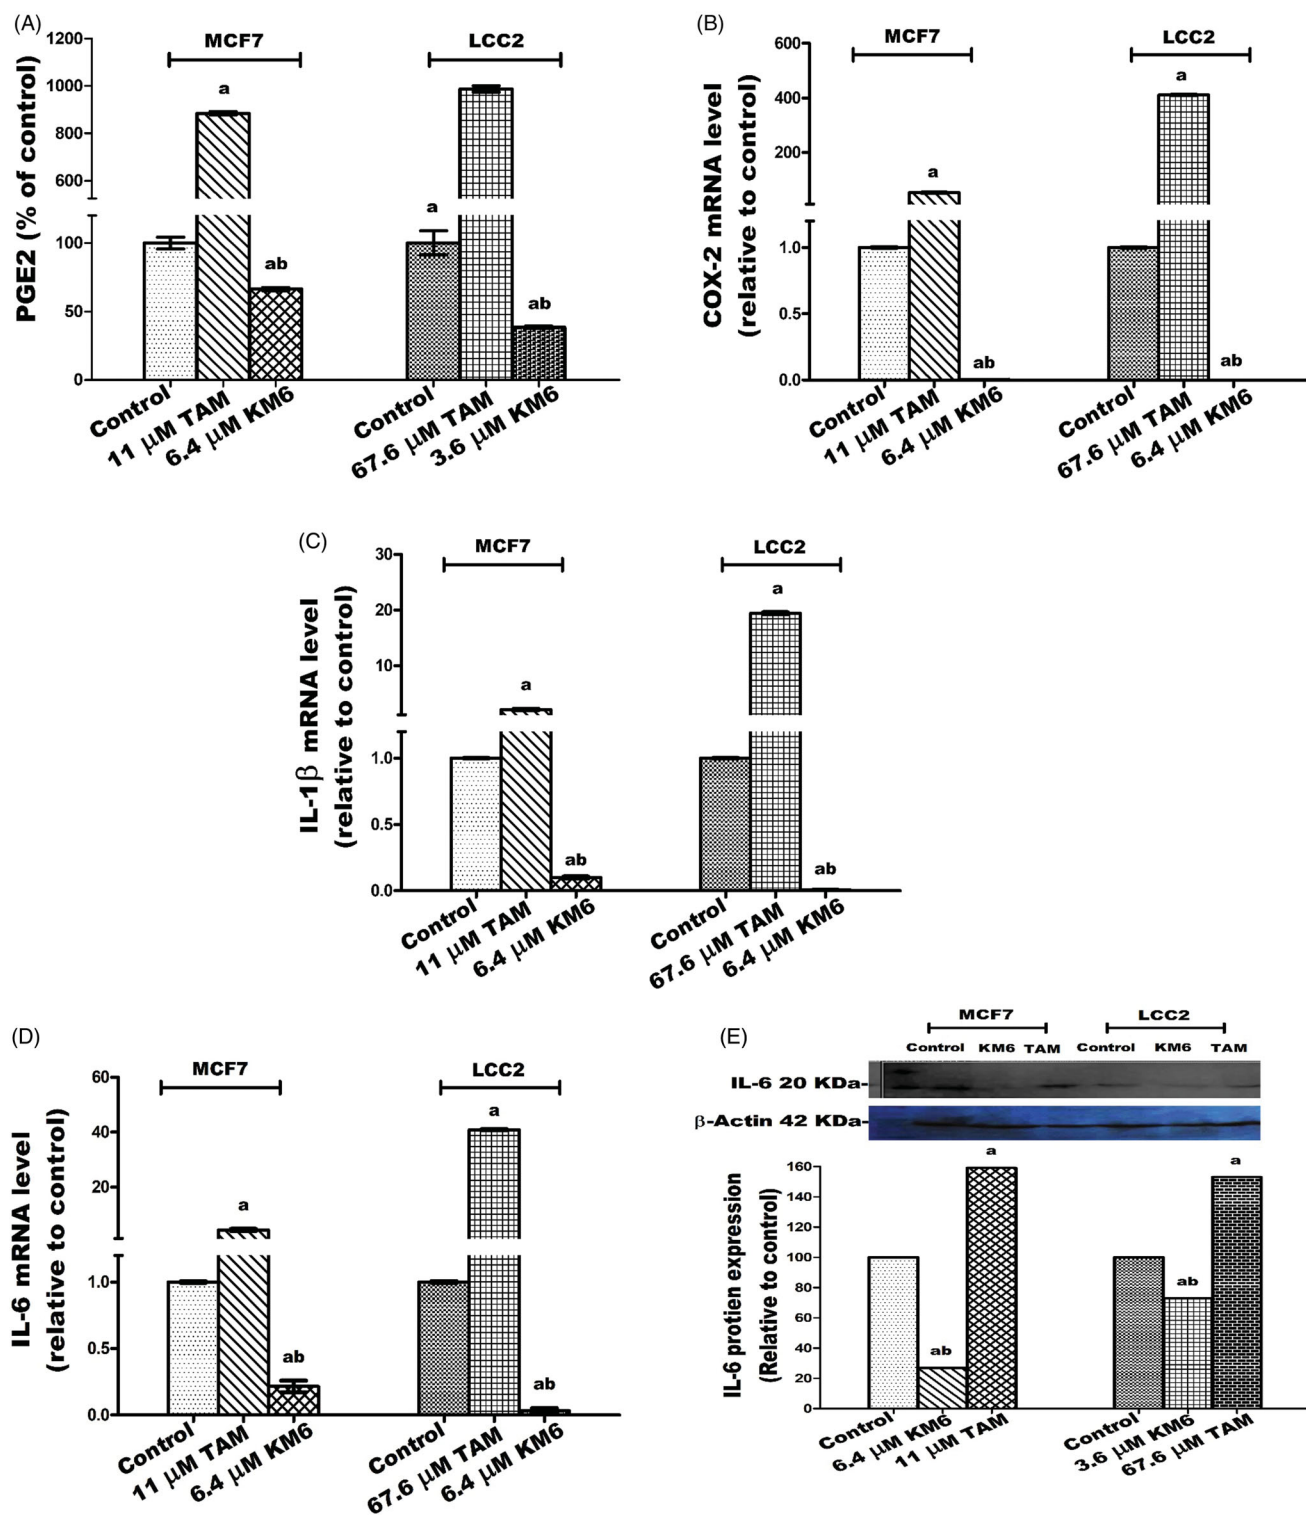 (A)
MCF7
LCC2
PGE2 (% of control)
1200
1000
800
600
100
50
0
a
ab
a
ab
Control
11 μM TAM
6.4 μM KM6
Control
67.6 μM TAM
3.6 μM KM6
(B)
MCF7
LCC2
COX-2 mRNA level
(relative to control)
600
400
200
1.0
0.5
0.0
a
ab
a
ab
Control
11 μM TAM
6.4 μM KM6
Control
67.6 μM TAM
6.4 μM KM6
(C)
MCF7
LCC2
IL-1β mRNA level
(relative to control)
30
20
10
1.0
0.5
0.0
a
ab
a
ab
Control
11 μM TAM
6.4 μM KM6
Control
67.6 μM TAM
6.4 μM KM6
(D)
MCF7
LCC2
IL-6 mRNA level
(relative to control)
60
40
20
1.0
0.5
0.0
a
ab
a
ab
Control
11 μM TAM
6.4 μM KM6
Control
67.6 μM TAM
6.4 μM KM6
(E)
MCF7
LCC2
Control KM6 TAM Control KM6 TAM
IL-6 20 KDa
β-Actin 42 KDa
IL-6 protien expression
(Relative to control)
160
140
120
100
80
60
40
20
0
ab
a
ab
a
Control
6.4 μM KM6
11 μM TAM
Control
3.6 μM KM6
67.6 μM TAM